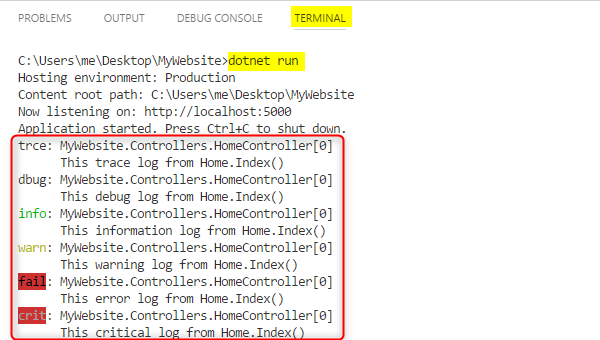 PROBLEMS OUTPUT DEBUG CONSOLE TERMINAL
C:\Users\me\Desktop\MyWebsite>dotnet run
Hosting environment: Production
Content root path: C:\Users\me\Desktop\MyWebsite
Now listening on: http://localhost:5000
Application started. Press Ctrl+C to shut down.
trce: MyWebsite.Controllers.HomeController[0]
This trace log from Home.Index()
dbug: MyWebsite.Controllers.HomeController[0]
This debug log from Home.Index()
info: MyWebsite.Controllers.HomeController[0]
This information log from Home.Index()
warn: MyWebsite.Controllers.HomeController[0]
This warning log from Home.Index()
fail: MyWebsite.Controllers.HomeController[0]
This error log from Home.Index()
crit: MyWebsite.Controllers.HomeController[0]
This critical log from Home.Index()